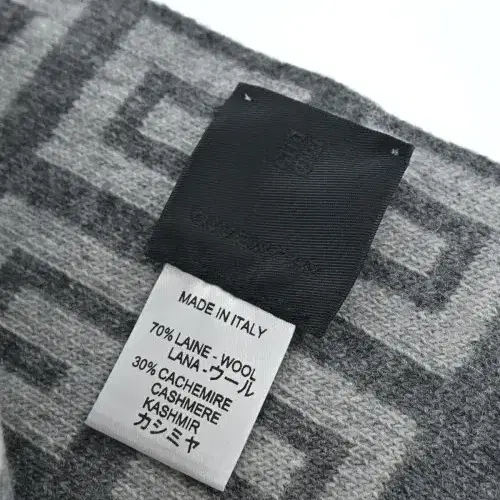 MADE IN ITALY
70% LAINE - WOOL
LANA - ウール
30% CACHEMIRE
CASHMERE
KASHMIR
カシミヤ